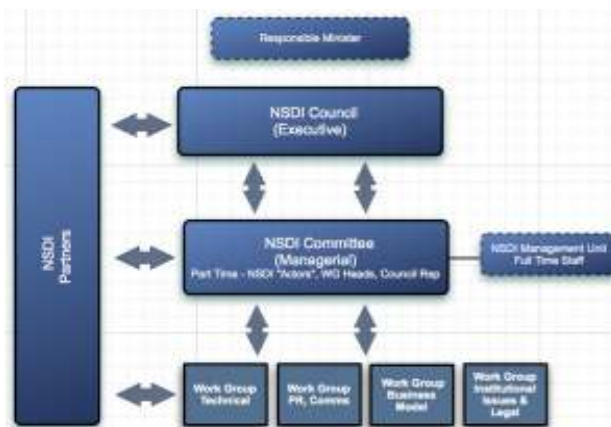 Responsible Minister
NSDI Council
(Executive)
NSDI
Partners
NSDI Committee
(Managerial)
Part Time - NSDI "Actors", WG Heads, Council Rep
NSDI Management Unit
Full Time Staff
Work Group
Technical
Work Group
PR, Comms
Work Group
Business
Model
Work Group
Institutional
Issues &
Legal